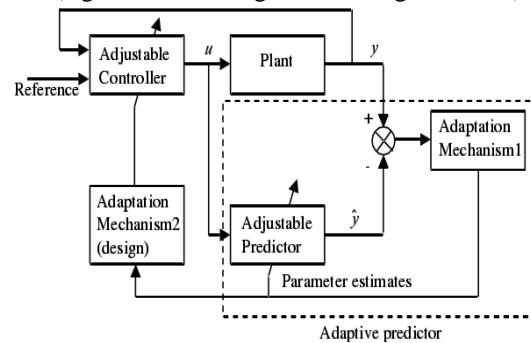 Adjustable
Controller
u
Plant
y
Reference
+
-
Adaptation
Mechanism1
Adaptation
Mechanism2
(design)
Adjustable
Predictor
ŷ
Parameter estimates
Adaptive predictor